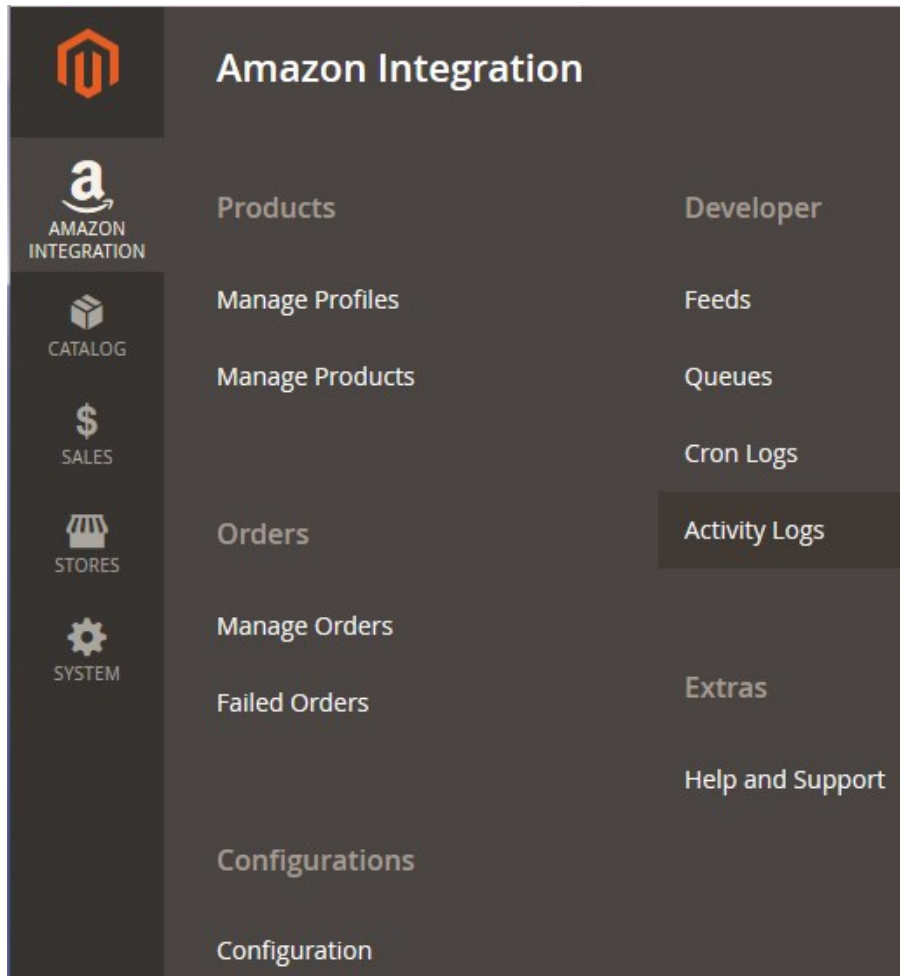 Amazon Integration
a
AMAZON
INTEGRATION
CATALOG
$
SALES
STORES
SYSTEM
Products
Manage Profiles
Manage Products
Orders
Manage Orders
Failed Orders
Configurations
Configuration
Developer
Feeds
Queues
Cron Logs
Activity Logs
Extras
Help and Support